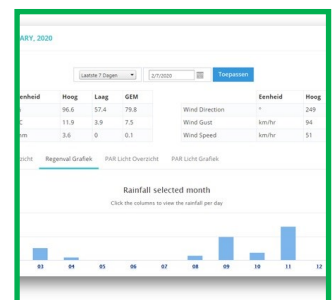 ARY, 2020
Laatste 7 Dagen 2/7/2020 Toepassen
enheid Hoog Laag GEM Eenheid Hoog
96.6 57.4 79.8 Wind Direction ° 249
C 11.9 3.9 7.5 Wind Gust km/hr 94
mm 3.6 0 0.1 Wind Speed km/hr 51
zicht Regenval Grafiek PAR Licht Overzicht PAR Licht Grafiek
Rainfall selected month
Click the columns to view the rainfall per day
03 04 05 06 07 08 09 10 11 12